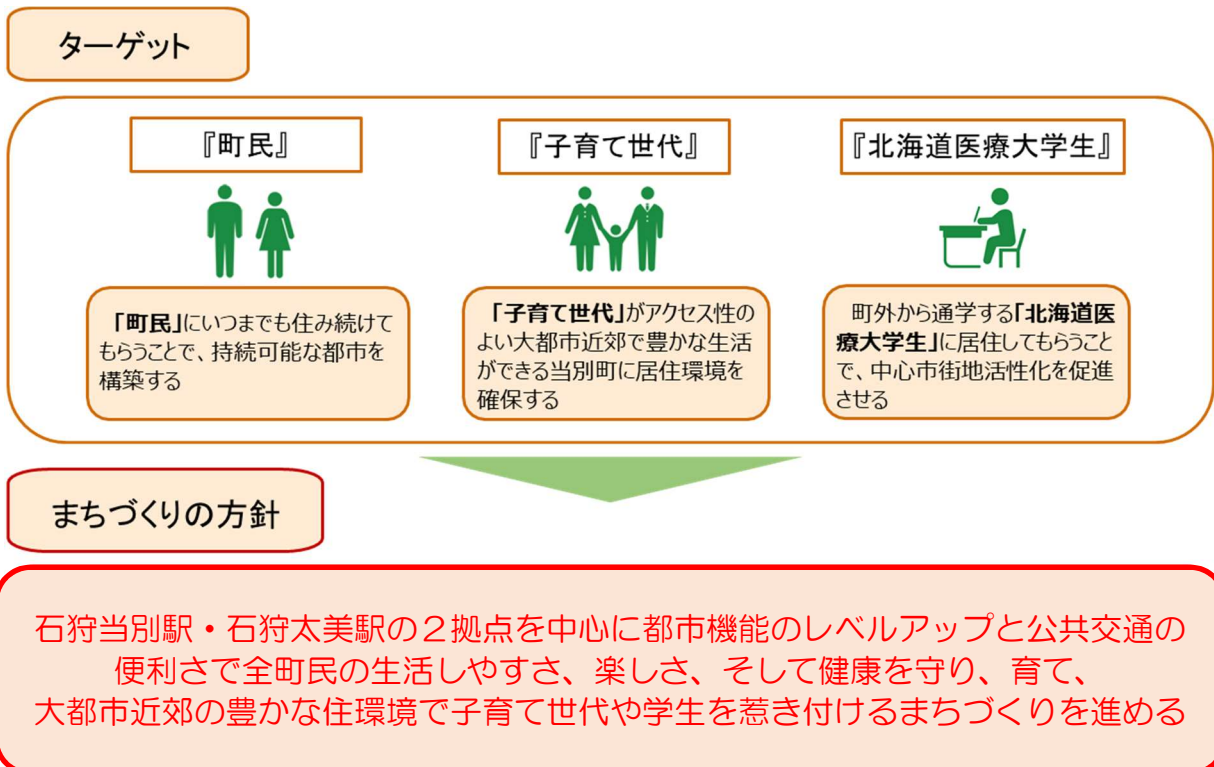 ターゲット
『町民』
『子育て世代』
『北海道医療大学生』
「町民」にいつまでも住み続けて
もらうことで、持続可能な都市を
構築する
「子育て世代」がアクセス性の
よい大都市近郊で豊かな生活
ができる当別町に居住環境を
確保する
町外から通学する「北海道医
療大学生」に居住してもらうこと
で、中心市街地活性化を促進
させる
まちづくりの方針
石狩当別駅・石狩太美駅の２拠点を中心に都市機能のレベルアップと公共交通の
便利さで全町民の生活しやすさ、楽しさ、そして健康を守り、育て、
大都市近郊の豊かな住環境で子育て世代や学生を惹き付けるまちづくりを進める